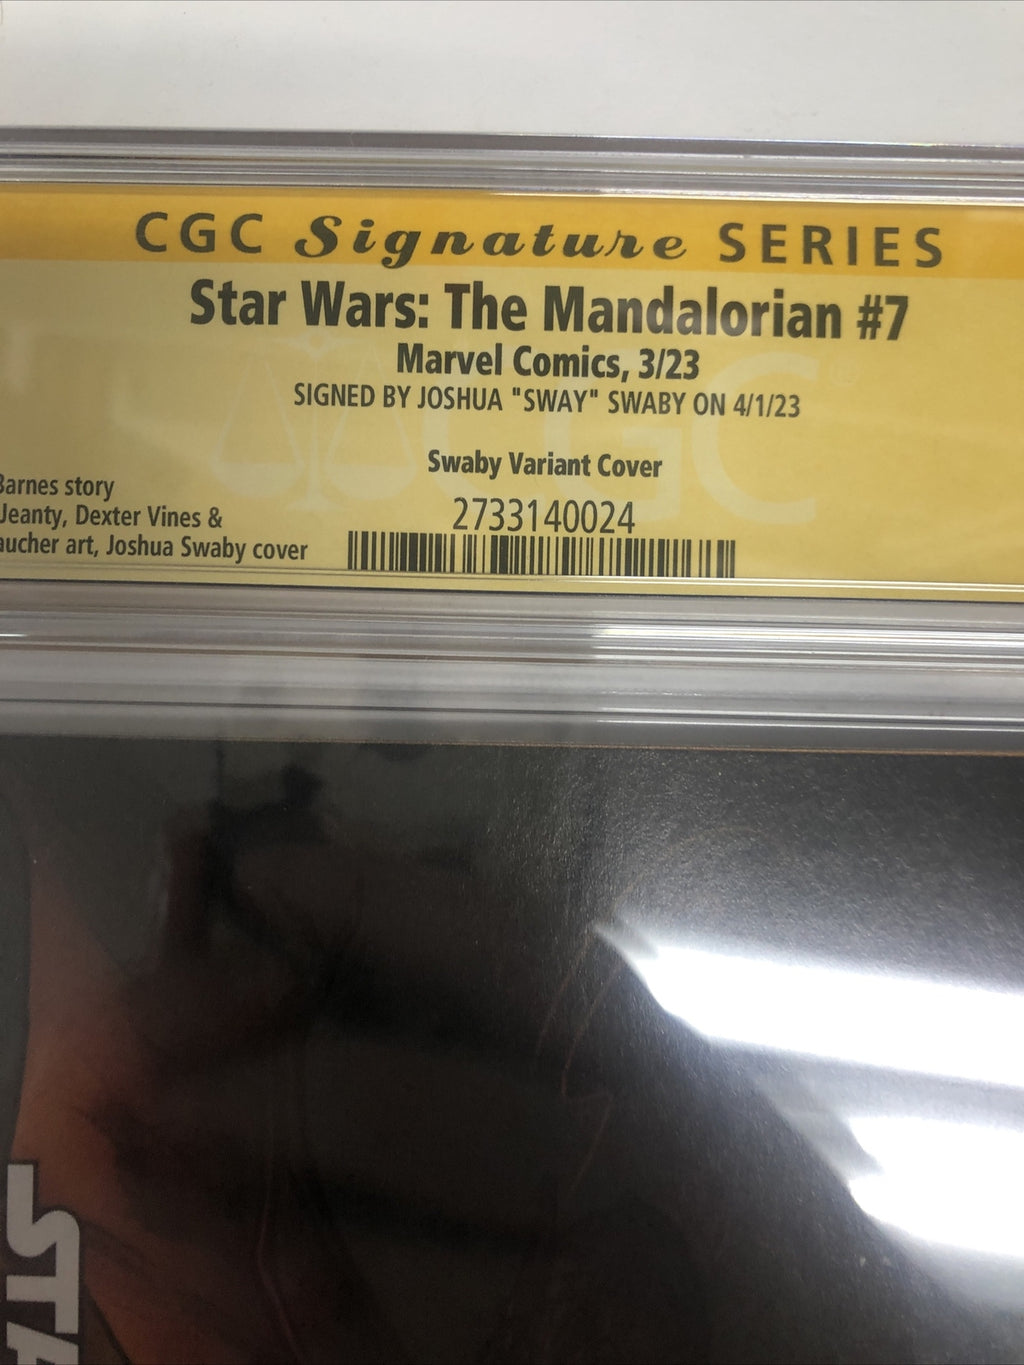 CGC Signature SERIES
Star Wars: The Mandalorian #7
Marvel Comics, 3/23
SIGNED BY JOSHUA "SWAY" SWABY ON 4/1/23
Swaby Variant Cover
Barnes story
Jeanty, Dexter Vines &
aucher art, Joshua Swaby cover
2733140024
CGC
STA